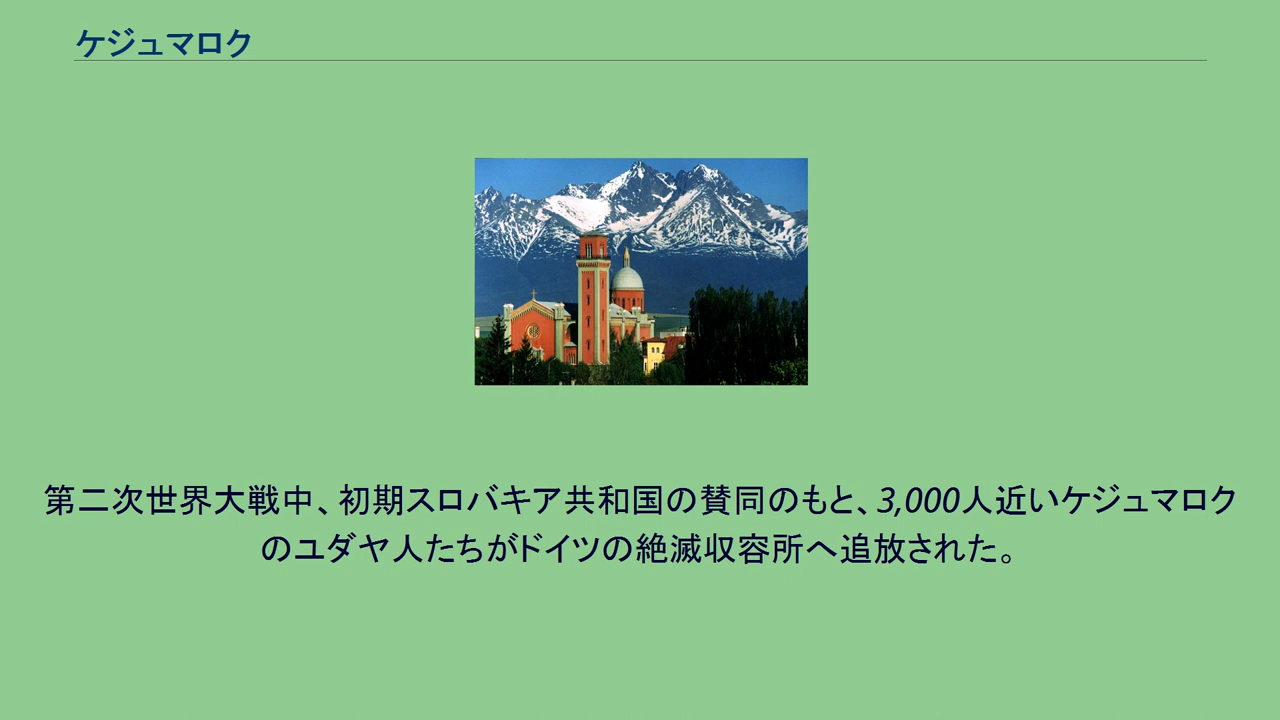 ケジュマロク
第二次世界大戦中、初期スロバキア共和国の賛同のもと、3,000人近いケジュマロク
のユダヤ人たちがドイツの絶滅収容所へ追放された。